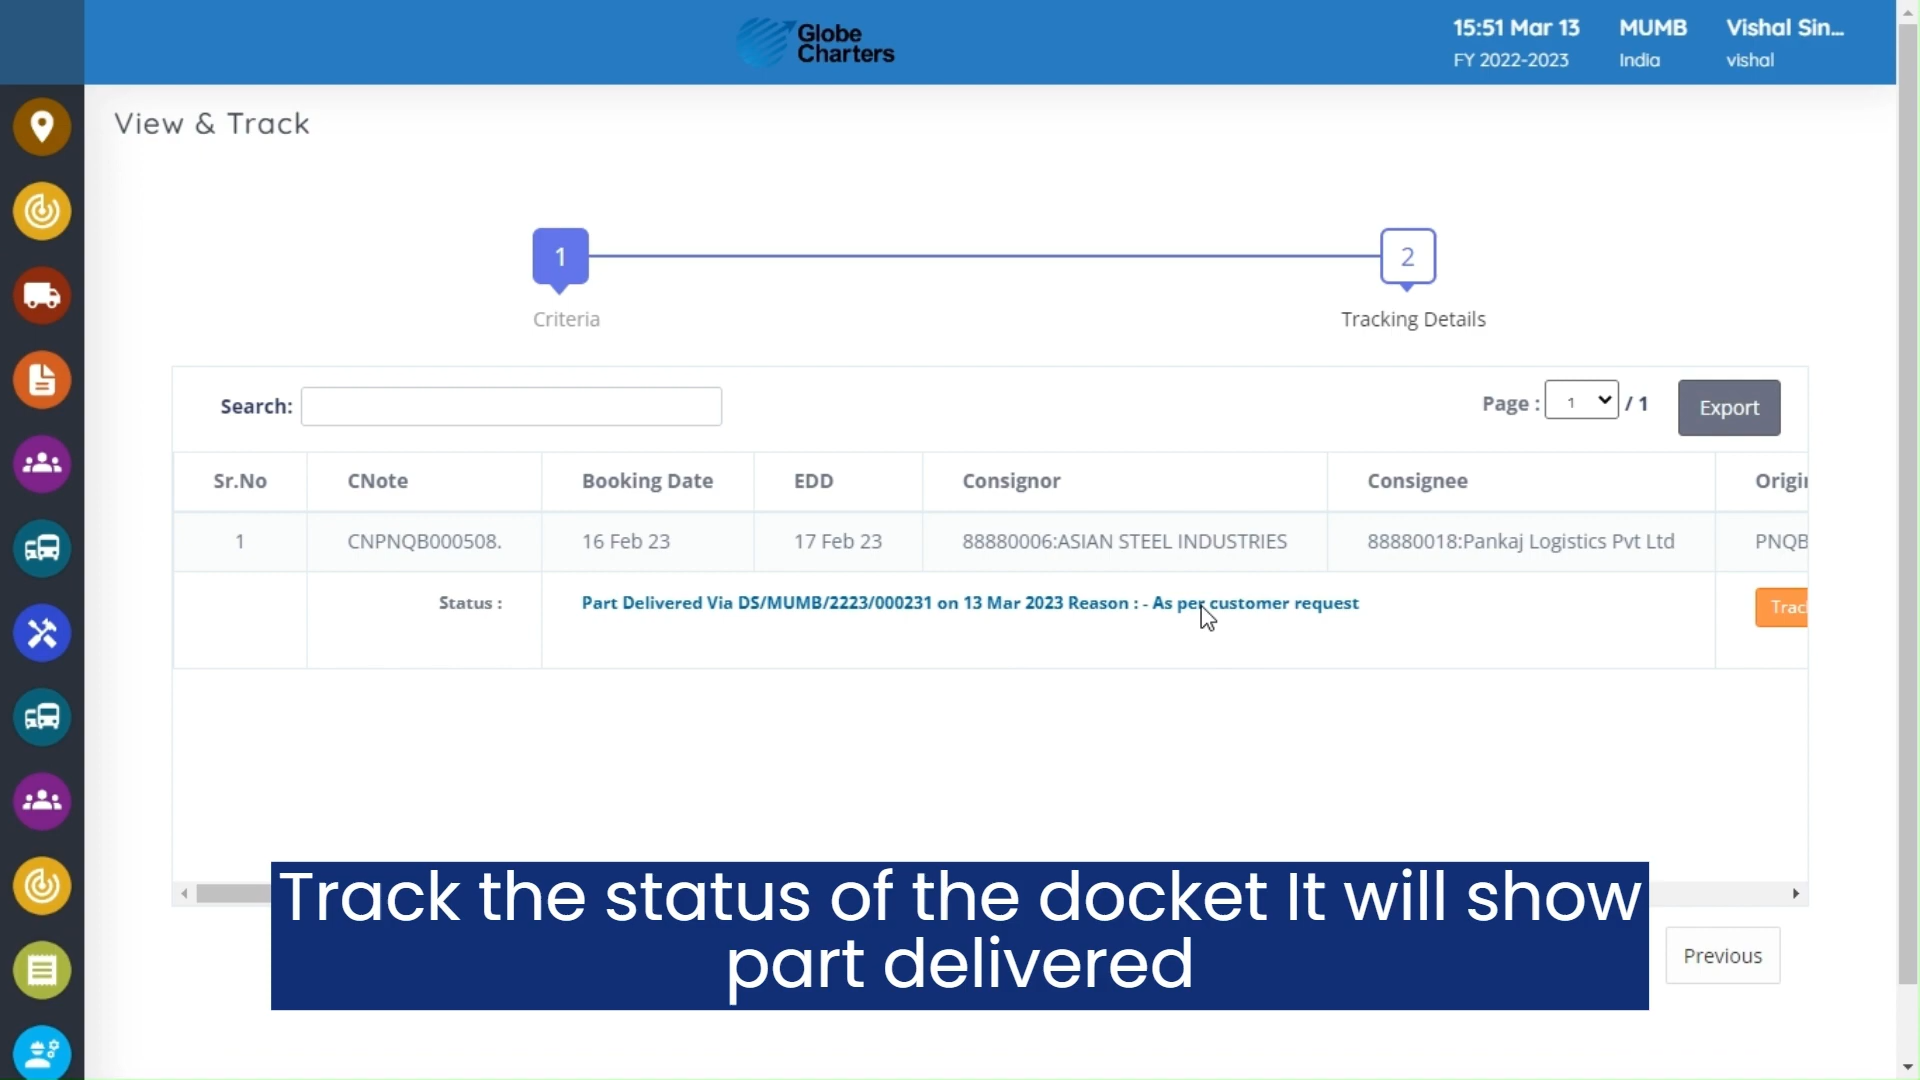 Globe
Charters
15:51 Mar 13
FY 2022-2023
MUMB
India
Vishal Sin...
vishal
View & Track
1
2
Criteria
Tracking Details
Search:
Page : 1 / 1
Export
Sr.No CNote Booking Date EDD Consignor Consignee Origin
1 CNPNQB000508. 16 Feb 23 17 Feb 23 88880006:ASIAN STEEL INDUSTRIES 88880018:Pankaj Logistics Pvt Ltd PNQB
Status : Part Delivered Via DS/MUMB/2223/000231 on 13 Mar 2023 Reason : - As per customer request Trac
Track the status of the docket It will show
part delivered
Previous